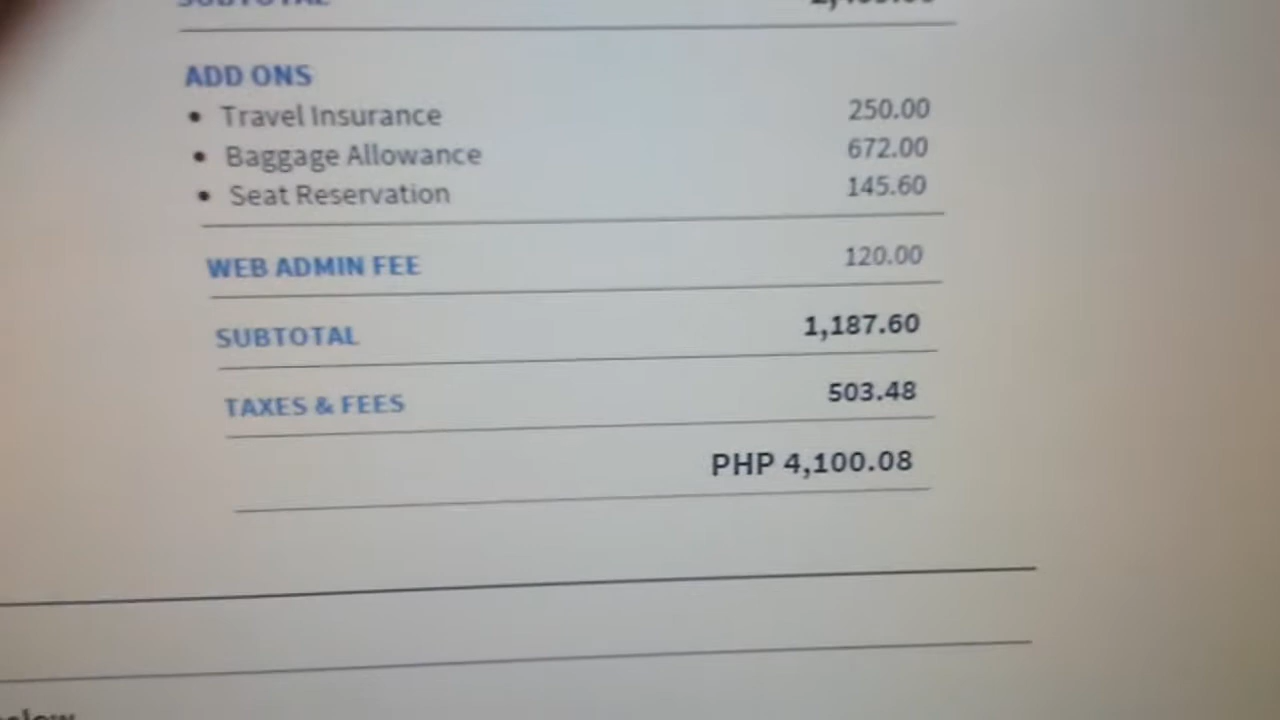 ADD ONS
• Travel Insurance 250.00
• Baggage Allowance 672.00
• Seat Reservation 145.60
WEB ADMIN FEE 120.00
SUBTOTAL 1,187.60
TAXES & FEES 503.48
PHP 4,100.08